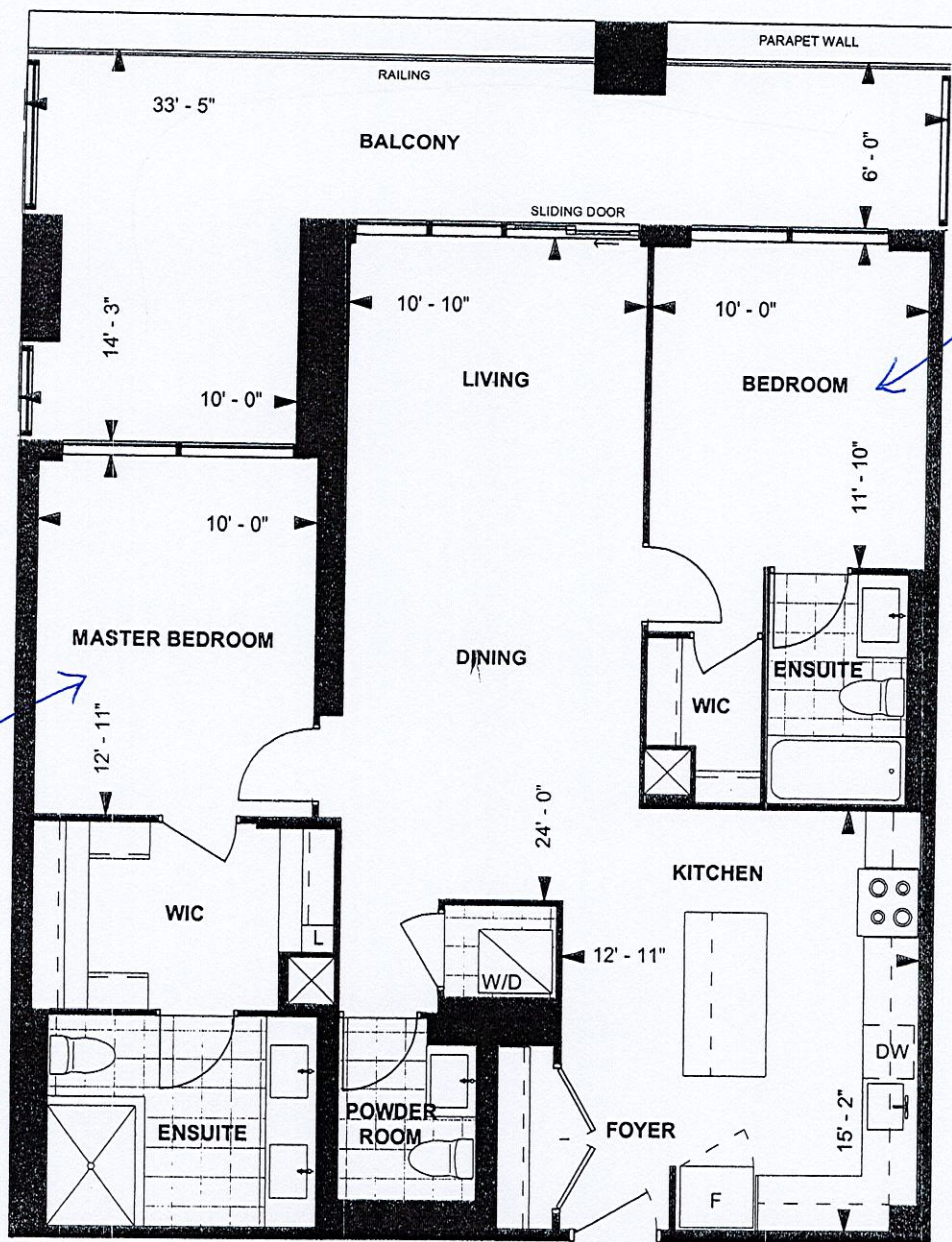 PARAPET WALL
RAILING
33' - 5"
BALCONY
6' - 0"
SLIDING DOOR
14' - 3"
10' - 10"
10' - 0"
LIVING
BEDROOM
10' - 0"
11' - 10"
10' - 0"
MASTER BEDROOM
DINING
ENSUITE
WIC
12' - 11"
24' - 0"
KITCHEN
WIC
L
W/D
12' - 11"
DW
POWDER
ROOM
ENSUITE
FOYER
15' - 2"
F